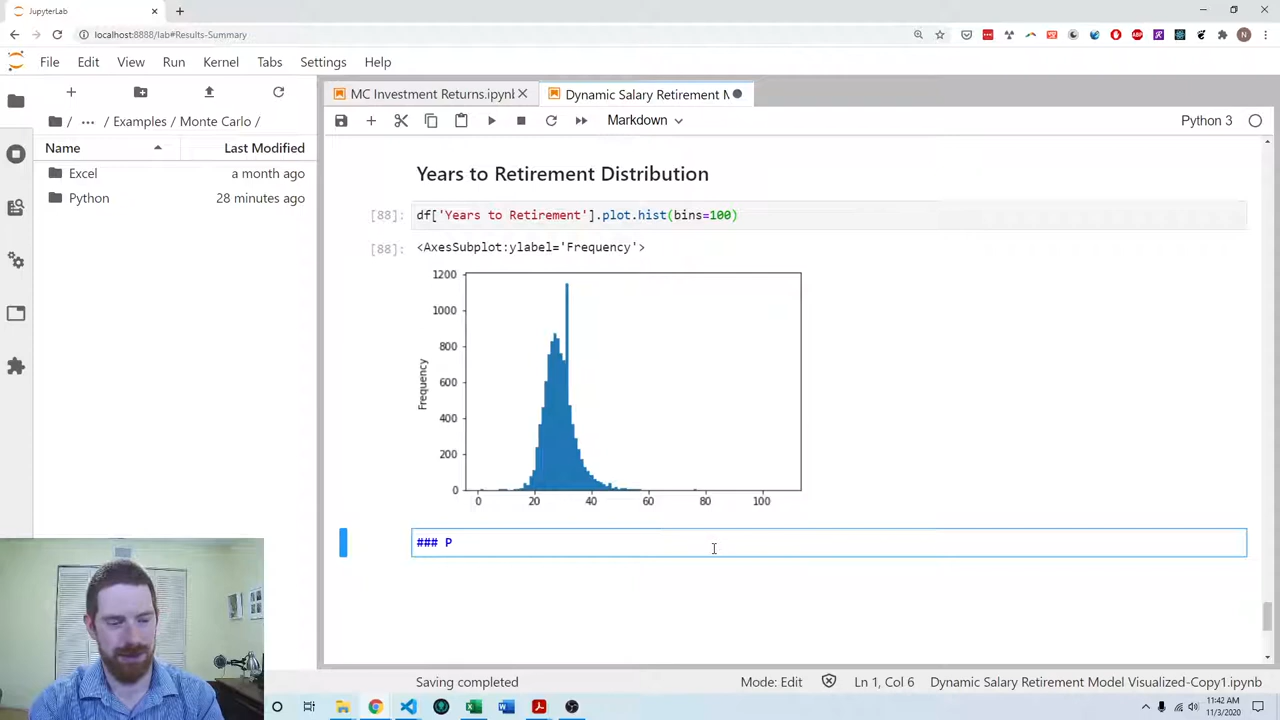 JupyterLab
localhost:8888/lab#Results-Summary
N
File Edit View Run Kernel Tabs Settings Help
MC Investment Returns.ipynb
Dynamic Salary Retirement M
/ ... / Examples / Monte Carlo /
Markdown
Python 3
Name Last Modified
Excel a month ago
Python 28 minutes ago
Years to Retirement Distribution
[88]: df['Years to Retirement'].plot.hist(bins=100)
[88]: <AxesSubplot:ylabel='Frequency'>
1200
1000
800
600
400
200
0
Frequency
0 20 40 60 80 100
### P
Saving completed
Mode: Edit
Ln 1, Col 6
Dynamic Salary Retirement Model Visualized-Copy1.ipynb
11:42 AM
11/3/2020